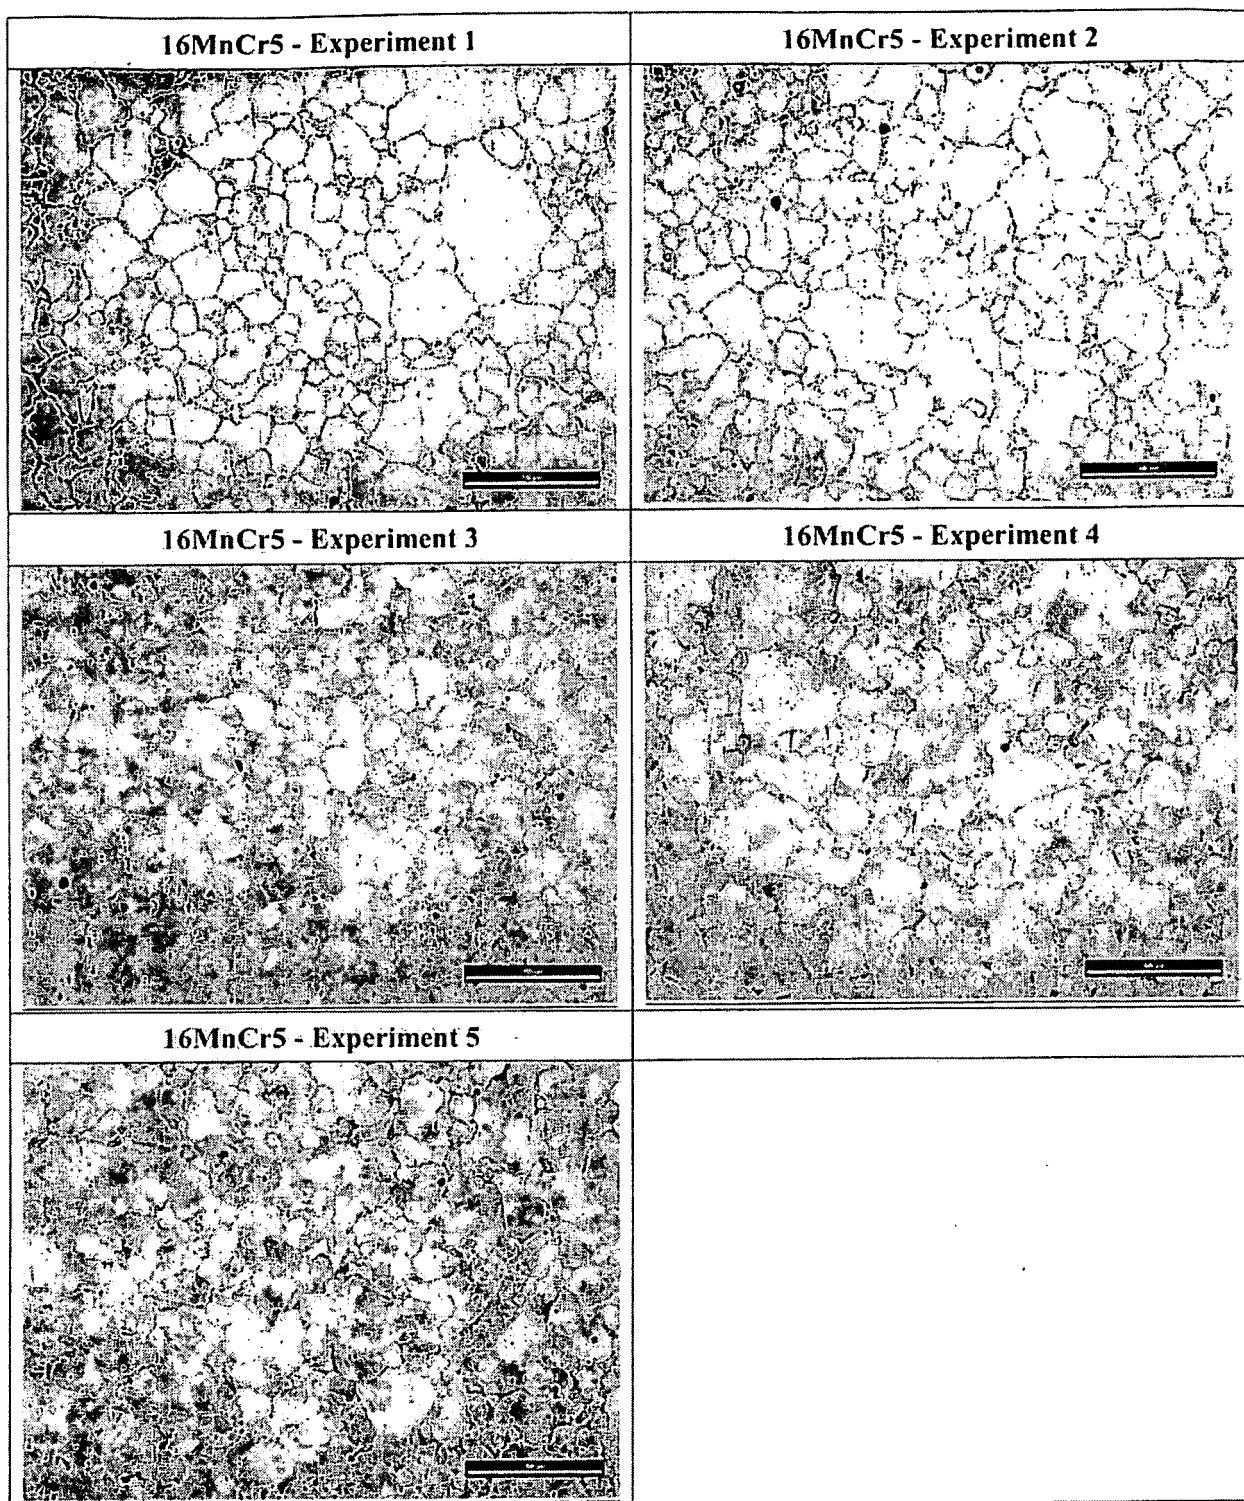 16MnCr5 - Experiment 1
16MnCr5 - Experiment 2
16MnCr5 - Experiment 3
16MnCr5 - Experiment 4
16MnCr5 - Experiment 5